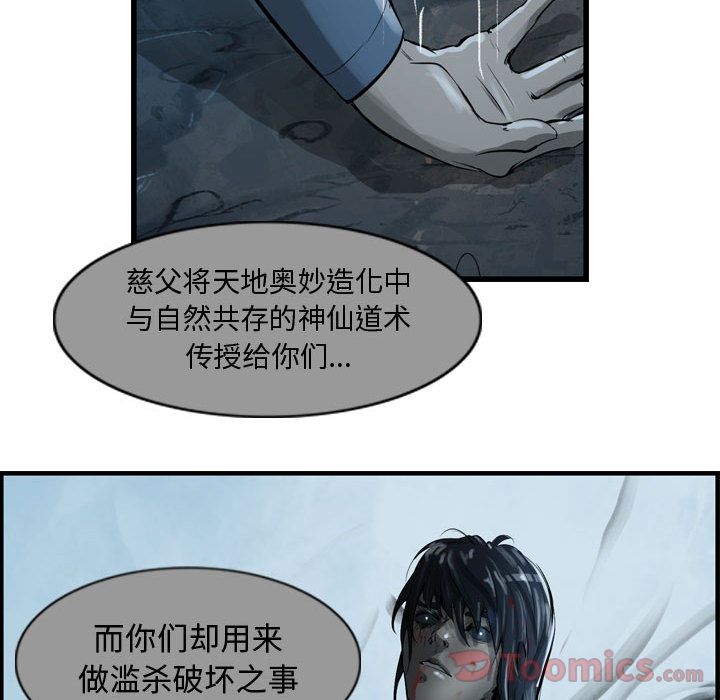 慈父将天地奥妙造化中
与自然共存的神仙道术
传授给你们...
而你们却用来
做滥杀破坏之事
Toomics.com